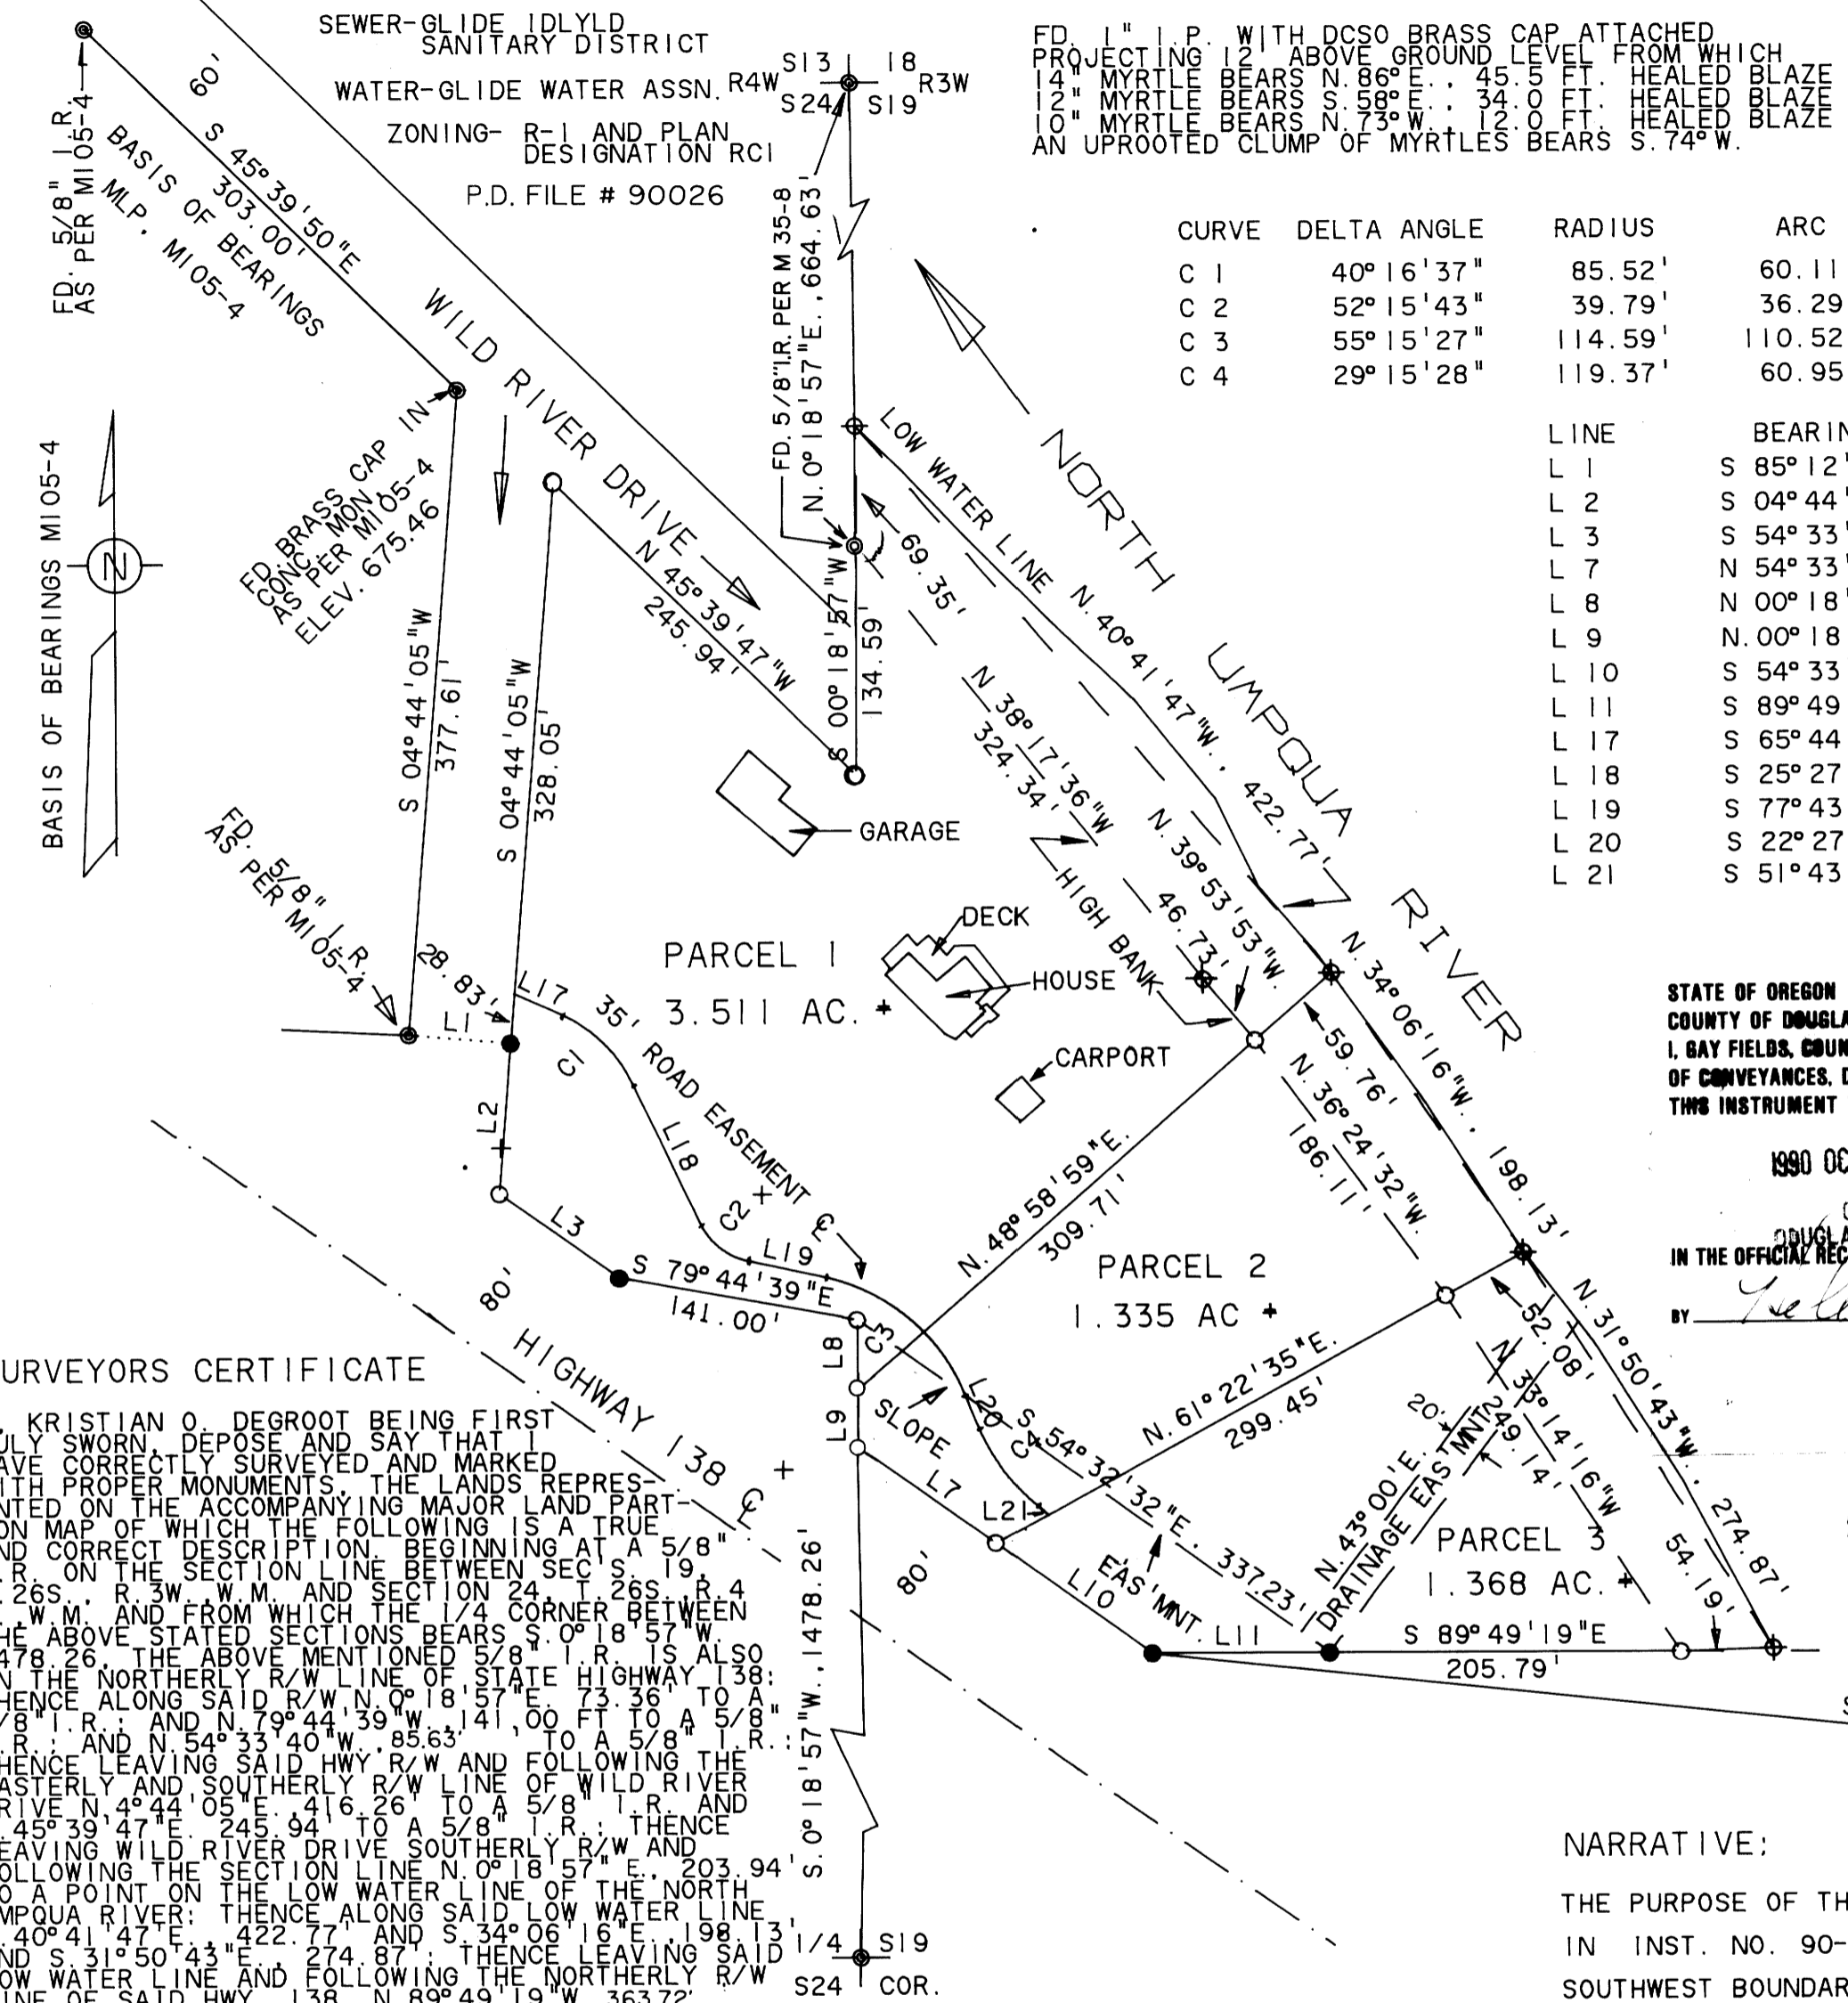 SEWER-GLIDE IDLYLD
SANITARY DISTRICT
WATER-GLIDE WATER ASSN.
ZONING- R-1 AND PLAN
DESIGNATION RC1
P.D. FILE # 90026
S13 18
R4W R3W
S24 S19
FD. 1" I.P. WITH DCSO BRASS CAP ATTACHED
PROJECTING 12" ABOVE GROUND LEVEL FROM WHICH
14" MYRTLE BEARS N.86°E., 45.5 FT. HEALED BLAZE
12" MYRTLE BEARS S.58°E., 34.0 FT. HEALED BLAZE
10" MYRTLE BEARS N.73°W., 12.0 FT. HEALED BLAZE
AN UPROOTED CLUMP OF MYRTLES BEARS S.74°W.
CURVE DELTA ANGLE RADIUS ARC
C 1 40°16'37" 85.52' 60.11
C 2 52°15'43" 39.79' 36.29
C 3 55°15'27" 114.59' 110.52
C 4 29°15'28" 119.37' 60.95
LINE BEARIN
L 1 S 85°12'
L 2 S 04°44'
L 3 S 54°33'
L 7 N 54°33'
L 8 N 00°18'
L 9 N.00°18
L 10 S 54°33
L 11 S 89°49
L 17 S 65°44
L 18 S 25°27
L 19 S 77°43
L 20 S 22°27
L 21 S 51°43
60'
FD. 5/8" I.R.
AS PER M105-4
S 45°39'50"E
303.00'
BASIS OF BEARINGS
MLP. M105-4
WILD RIVER DRIVE
FD. 5/8"I.R. PER M 35-8
N.0°18'57"E.,664.63'
BASIS OF BEARINGS M105-4
N
FD. BRASS CAP IN
CONC. MON.
AS PER M105-4
ELEV. 675.46
S 04°44'05"W
377.61'
S 04°44'05"W
328.05'
N 45°39'47"W
245.94'
S 00°18'57"W
134.59'
69.35'
LOW WATER LINE
N.40°41'47"W., 422.77'
NORTH UMPQUA RIVER
N 38°17'36"W
324.34'
N.39°53'53"W.
46.73'
HIGH BANK
GARAGE
DECK
HOUSE
CARPORT
PARCEL 1
3.511 AC. +
FD. 5/8" I.R.
AS PER M105-4
28.83'
L1
L17
35' ROAD EASEMENT ℄
C1
L2
L18
C2
L3
L19
S 79°44'39"E
141.00'
C3
L8
L9
N.48°58'59"E.
309.71'
59.76'
N.34°06'16"W., 198.13'
N.36°24'32"W.
186.11'
PARCEL 2
1.335 AC +
SLOPE
EAS'MNT.
L20
C4
S 54°32'32"E., 337.23'
L7
L21
N.61°22'35"E.
299.45'
52.08'
N.31°50'43"W., 274.87'
N 33°14'16"W
249.14'
20'
N.43°00'E.
DRAINAGE EAS'MNT
PARCEL 3
1.368 AC. +
54.19'
L10
L11
S 89°49'19"E
205.79'
80'
HIGHWAY 138 ℄
80'
S.0°18'57"W.,1478.26'
1/4 S19
S24 COR.
STATE OF OREGON
COUNTY OF DOUGLA
I, GAY FIELDS, COUN
OF CONVEYANCES, D
THIS INSTRUMENT
1990 OC
DOUGLA
IN THE OFFICIAL REC
BY
URVEYORS CERTIFICATE
, KRISTIAN O. DEGROOT BEING FIRST
ULY SWORN, DEPOSE AND SAY THAT I
AVE CORRECTLY SURVEYED AND MARKED
ITH PROPER MONUMENTS, THE LANDS REPRES-
NTED ON THE ACCOMPANYING MAJOR LAND PART-
ON MAP OF WHICH THE FOLLOWING IS A TRUE
ND CORRECT DESCRIPTION. BEGINNING AT A 5/8"
.R. ON THE SECTION LINE BETWEEN SEC'S. 19,
.26S., R.3W.,W.M. AND SECTION 24, T.26S.,R.4
.,W.M. AND FROM WHICH THE 1/4 CORNER BETWEEN
HE ABOVE STATED SECTIONS BEARS S.0°18'57"W.
478.26, THE ABOVE MENTIONED 5/8" I.R. IS ALSO
N THE NORTHERLY R/W LINE OF STATE HIGHWAY 138;
HENCE ALONG SAID R/W N.0°18'57"E. 73.36' TO A
/8"I.R.; AND N.79°44'39"W.,141.00 FT TO A 5/8"
.R.; AND N.54°33'40"W.,85.63' TO A 5/8" I.R.;
HENCE LEAVING SAID HWY R/W AND FOLLOWING THE
ASTERLY AND SOUTHERLY R/W LINE OF WILD RIVER
RIVE N.4°44'05"E.,416.26' TO A 5/8" I.R. AND
.45°39'47"E. 245.94' TO A 5/8" I.R.; THENCE
EAVING WILD RIVER DRIVE SOUTHERLY R/W AND
OLLOWING THE SECTION LINE N.0°18'57" E., 203.94'
O A POINT ON THE LOW WATER LINE OF THE NORTH
MPQUA RIVER; THENCE ALONG SAID LOW WATER LINE
.40°41'47"E., 422.77' AND S.34°06'16"E.,198.13'
ND S.31°50'43"E., 274.87'; THENCE LEAVING SAID
OW WATER LINE AND FOLLOWING THE NORTHERLY R/W
INE OF SAID HWY. 138, N.89°49'19"W. 363.72'
NARRATIVE:
THE PURPOSE OF TH
IN INST. NO. 90-
SOUTHWEST BOUNDAR